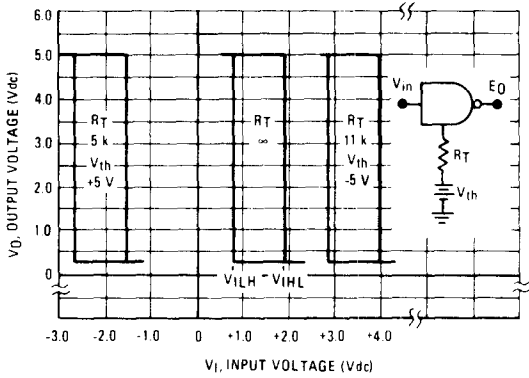 VO, OUTPUT VOLTAGE (Vdc)
6.0
5.0
4.0
3.0
2.0
1.0
0
-3.0 -2.0 -1.0 0 +1.0 +2.0 +3.0 +4.0
VI, INPUT VOLTAGE (Vdc)
RT
5 k
Vth
+5 V
RT
∞
RT
11 k
Vth
-5 V
VILH
VIHL
Vin
EO
RT
Vth